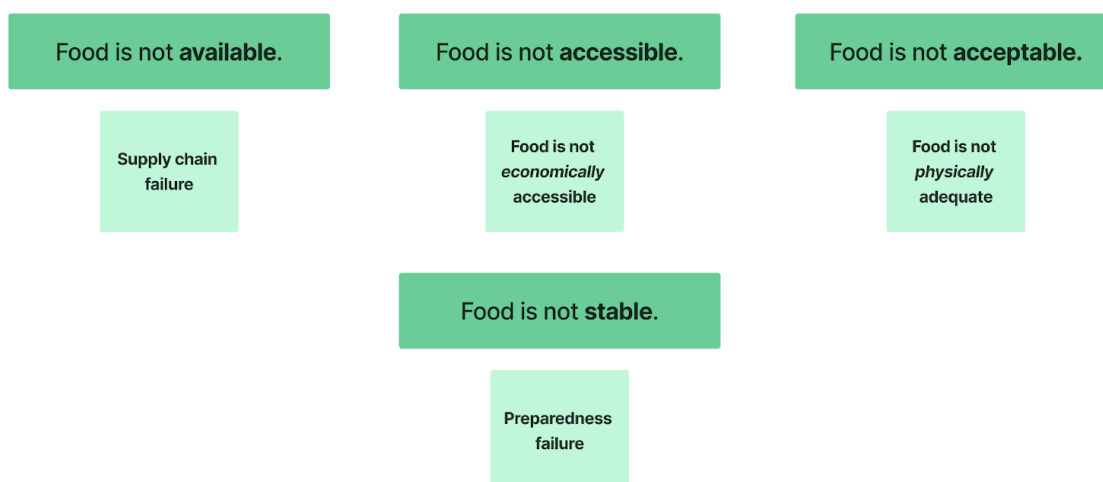 Food is not available.
Food is not accessible.
Food is not acceptable.
Supply chain
failure
Food is not
economically
accessible
Food is not
physically
adequate
Food is not stable.
Preparedness
failure